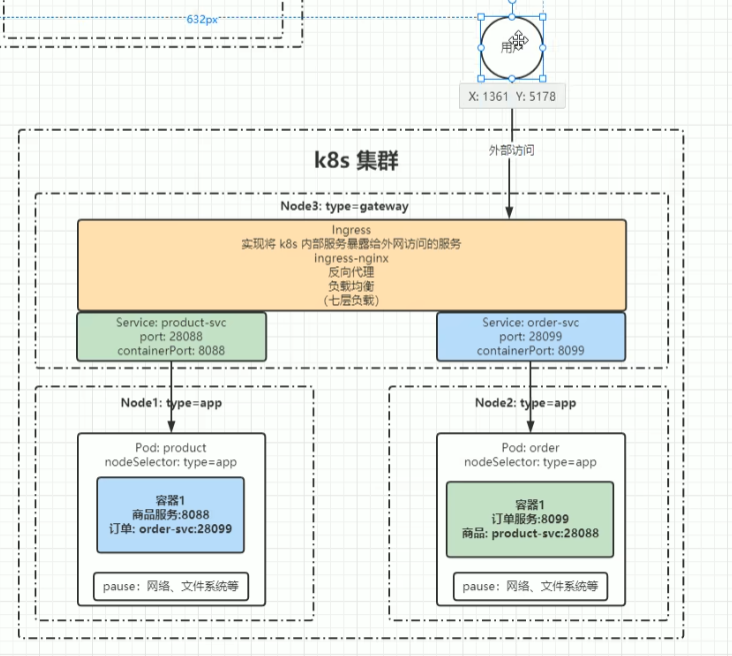 632px
用户
X: 1361 Y: 5178
外部访问
k8s 集群
Node3: type=gateway
Ingress
实现将 k8s 内部服务暴露给外网访问的服务
ingress-nginx
反向代理
负载均衡
（七层负载）
Service: product-svc
port: 28088
containerPort: 8088
Service: order-svc
port: 28099
containerPort: 8099
Node1: type=app
Node2: type=app
Pod: product
nodeSelector: type=app
容器1
商品服务:8088
订单: order-svc:28099
pause：网络、文件系统等
Pod: order
nodeSelector: type=app
容器1
订单服务:8099
商品: product-svc:28088
pause：网络、文件系统等